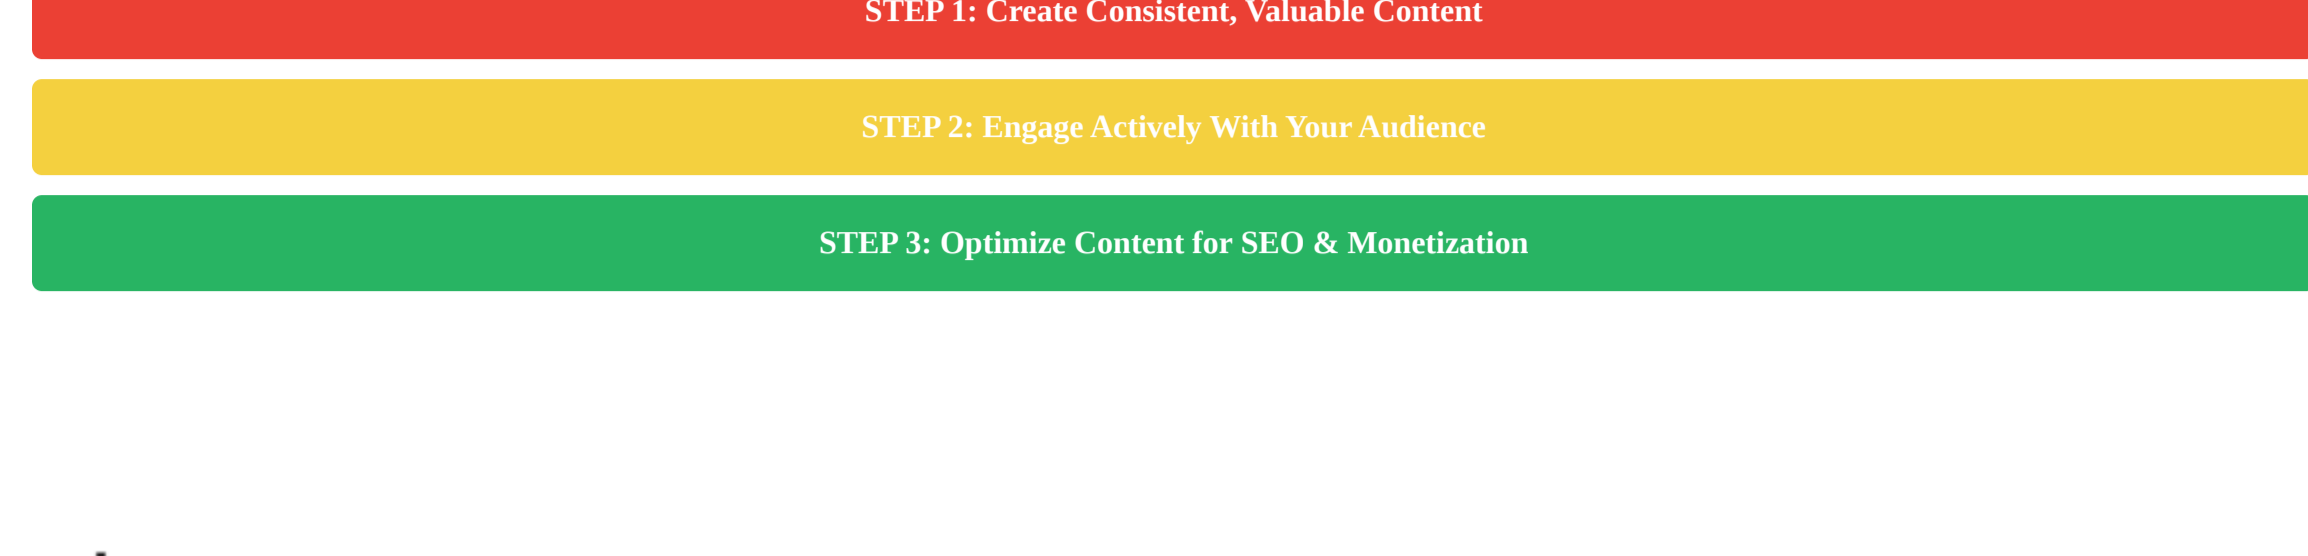 STEP 1: Create Consistent, Valuable Content
STEP 2: Engage Actively With Your Audience
STEP 3: Optimize Content for SEO & Monetization